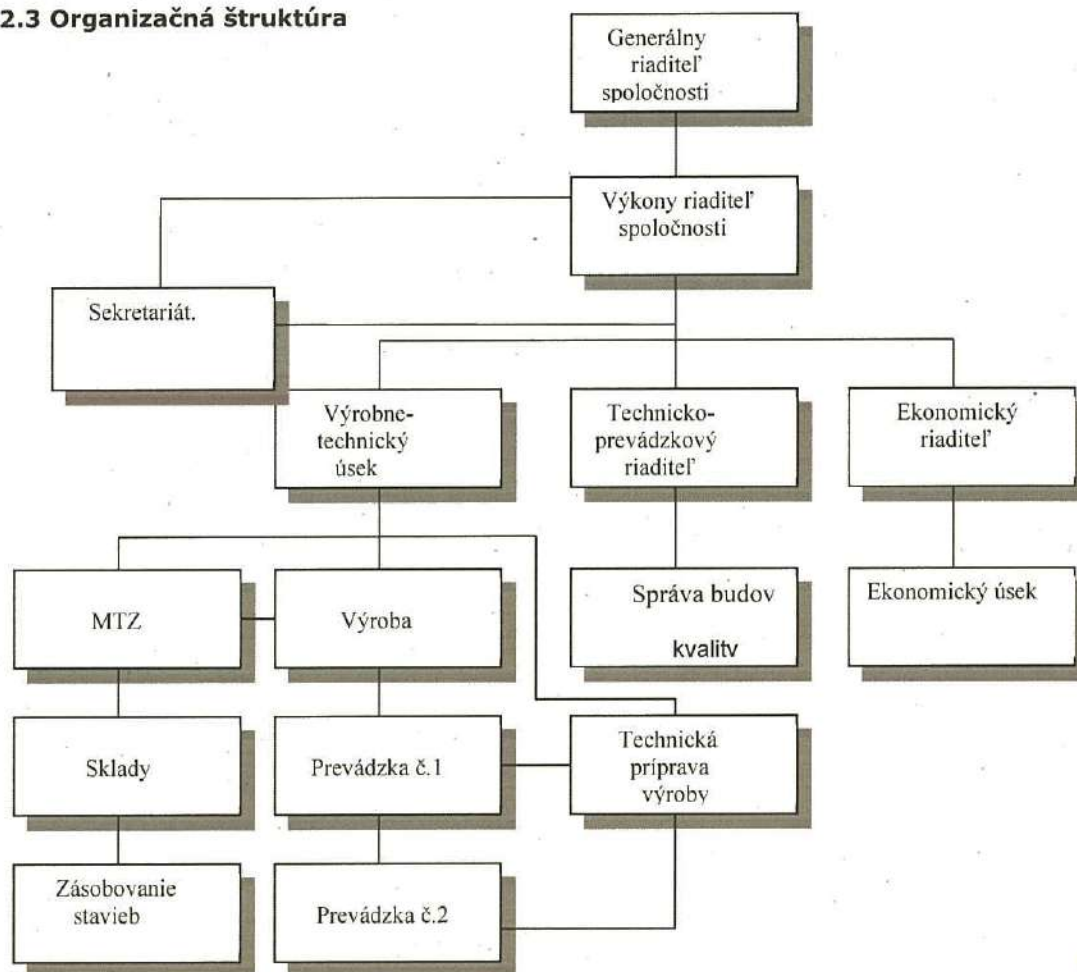 2.3 Organizačná štruktúra
Generálny
riaditeľ
spoločnosti
Výkony riaditeľ
spoločnosti
Sekretariát.
Výrobne-
technický
úsek
Technicko-
prevádzkový
riaditeľ
Ekonomický
riaditeľ
MTZ
Výroba
Správa budov
kvalitv
Ekonomický úsek
Sklady
Prevádzka č.1
Technická
príprava
výroby
Zásobovanie
stavieb
Prevádzka č.2